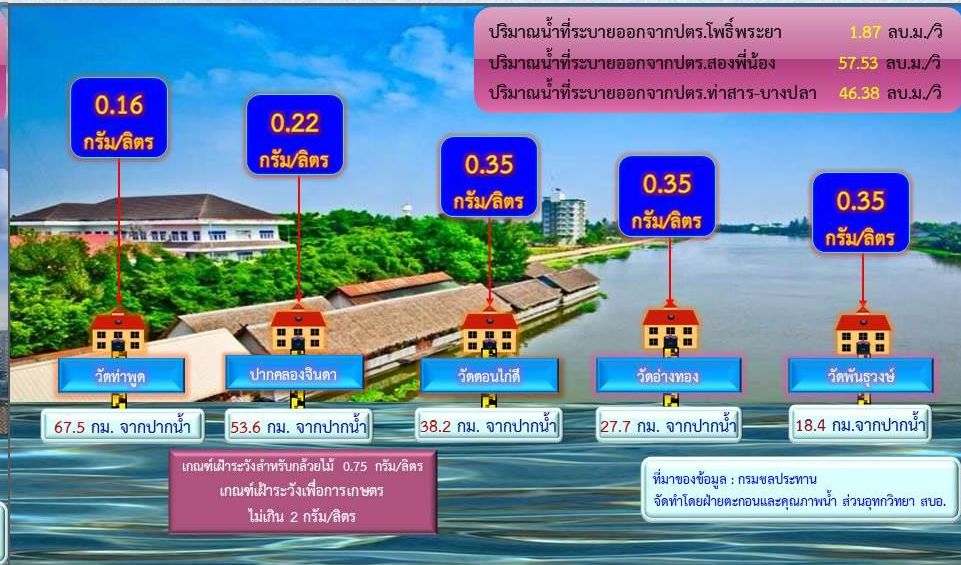 ปริมาณน้ำที่ระบายออกจากปตร.โพธิ์พระยา 1.87 ลบ.ม./วิ
ปริมาณน้ำที่ระบายออกจากปตร.สองพี่น้อง 57.53 ลบ.ม./วิ
ปริมาณน้ำที่ระบายออกจากปตร.ท่าสาร-บางปลา 46.38 ลบ.ม./วิ
0.16
กรัม/ลิตร
0.22
กรัม/ลิตร
0.35
กรัม/ลิตร
0.35
กรัม/ลิตร
0.35
กรัม/ลิตร
วัดท่าพูด
ปากคลองจินดา
วัดดอนไก่ดี
วัดอ่างทอง
วัดพันธุวงษ์
67.5 กม. จากปากน้ำ
53.6 กม. จากปากน้ำ
38.2 กม. จากปากน้ำ
27.7 กม. จากปากน้ำ
18.4 กม.จากปากน้ำ
เกณฑ์เฝ้าระวังสำหรับกล้วยไม้ 0.75 กรัม/ลิตร
เกณฑ์เฝ้าระวังเพื่อการเกษตร
ไม่เกิน 2 กรัม/ลิตร
ที่มาของข้อมูล : กรมชลประทาน
จัดทำโดยฝ่ายตะกอนและคุณภาพน้ำ ส่วนอุทกวิทยา สบอ.